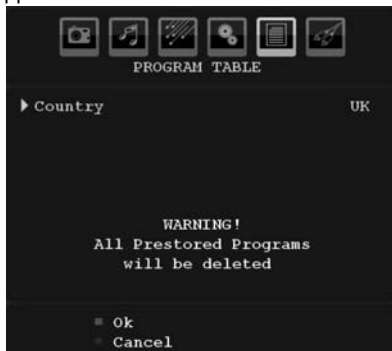 PROGRAM TABLE
Country UK
WARNING!
All Prestored Programs
will be deleted
Ok
Cancel